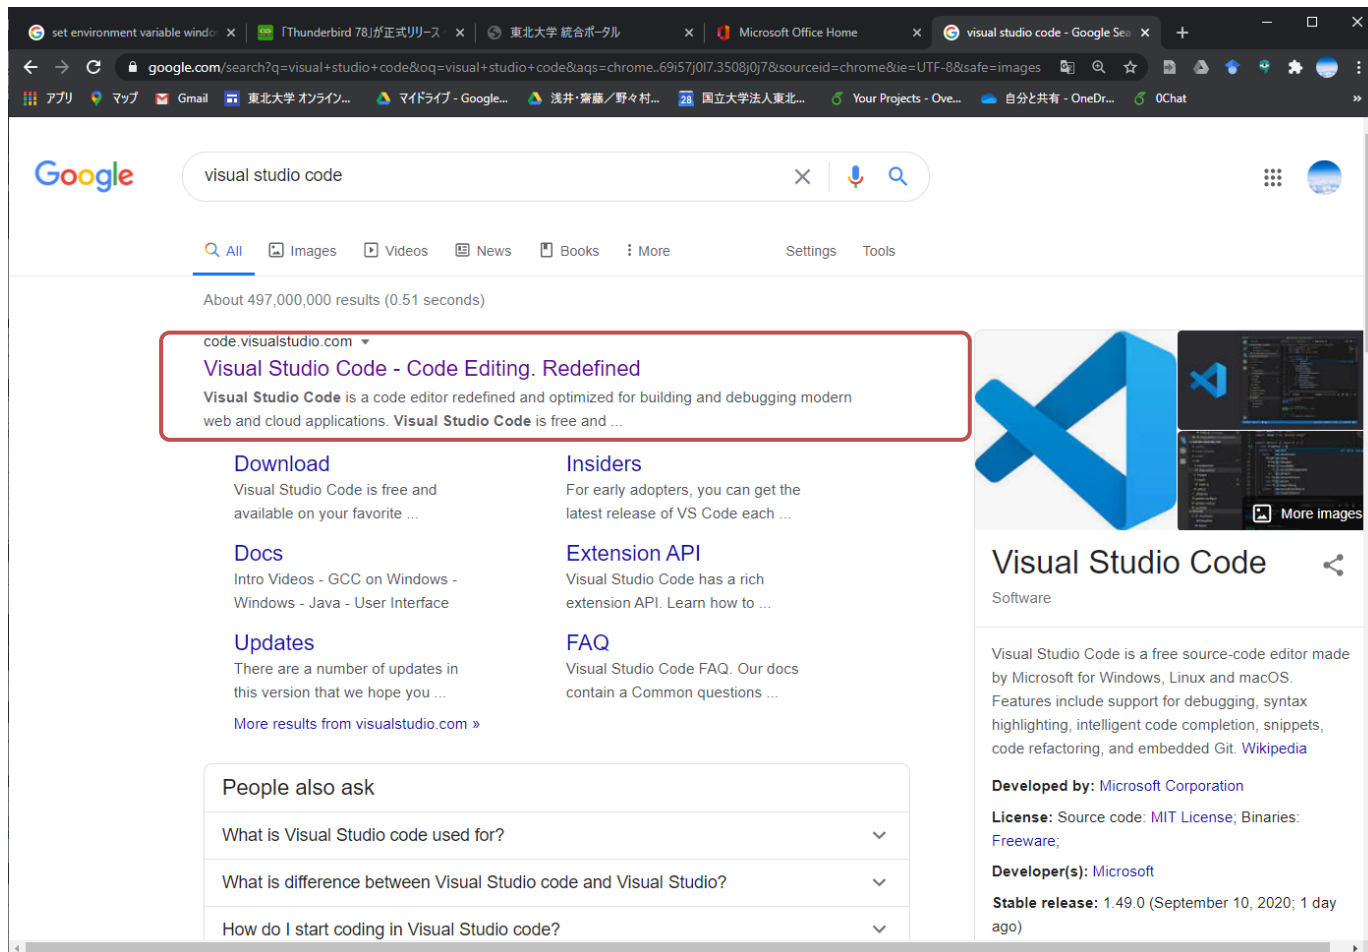 set environment variable windo
「Thunderbird 78」が正式リリース
東北大学 統合ポータル
Microsoft Office Home
visual studio code - Google Sea
google.com/search?q=visual+studio+code&oq=visual+studio+code&aqs=chrome..69i57j0l7.3508j0j7&sourceid=chrome&ie=UTF-8&safe=images
アプリ
マップ
Gmail
東北大学 オンライン...
マイドライブ - Google...
浅井・齋藤／野々村...
28
国立大学法人東北...
Your Projects - Ove...
自分と共有 - OneDr...
0Chat
»
Google
visual studio code
All
Images
Videos
News
Books
More
Settings
Tools
About 497,000,000 results (0.51 seconds)
code.visualstudio.com
Visual Studio Code - Code Editing. Redefined
Visual Studio Code is a code editor redefined and optimized for building and debugging modern
web and cloud applications. Visual Studio Code is free and ...
Download
Visual Studio Code is free and
available on your favorite ...
Insiders
For early adopters, you can get the
latest release of VS Code each ...
Docs
Intro Videos - GCC on Windows -
Windows - Java - User Interface
Extension API
Visual Studio Code has a rich
extension API. Learn how to ...
Updates
There are a number of updates in
this version that we hope you ...
FAQ
Visual Studio Code FAQ. Our docs
contain a Common questions ...
More results from visualstudio.com »
People also ask
What is Visual Studio code used for?
What is difference between Visual Studio code and Visual Studio?
How do I start coding in Visual Studio code?
More images
Visual Studio Code
Software
Visual Studio Code is a free source-code editor made
by Microsoft for Windows, Linux and macOS.
Features include support for debugging, syntax
highlighting, intelligent code completion, snippets,
code refactoring, and embedded Git. Wikipedia
Developed by: Microsoft Corporation
License: Source code: MIT License; Binaries:
Freeware;
Developer(s): Microsoft
Stable release: 1.49.0 (September 10, 2020; 1 day
ago)